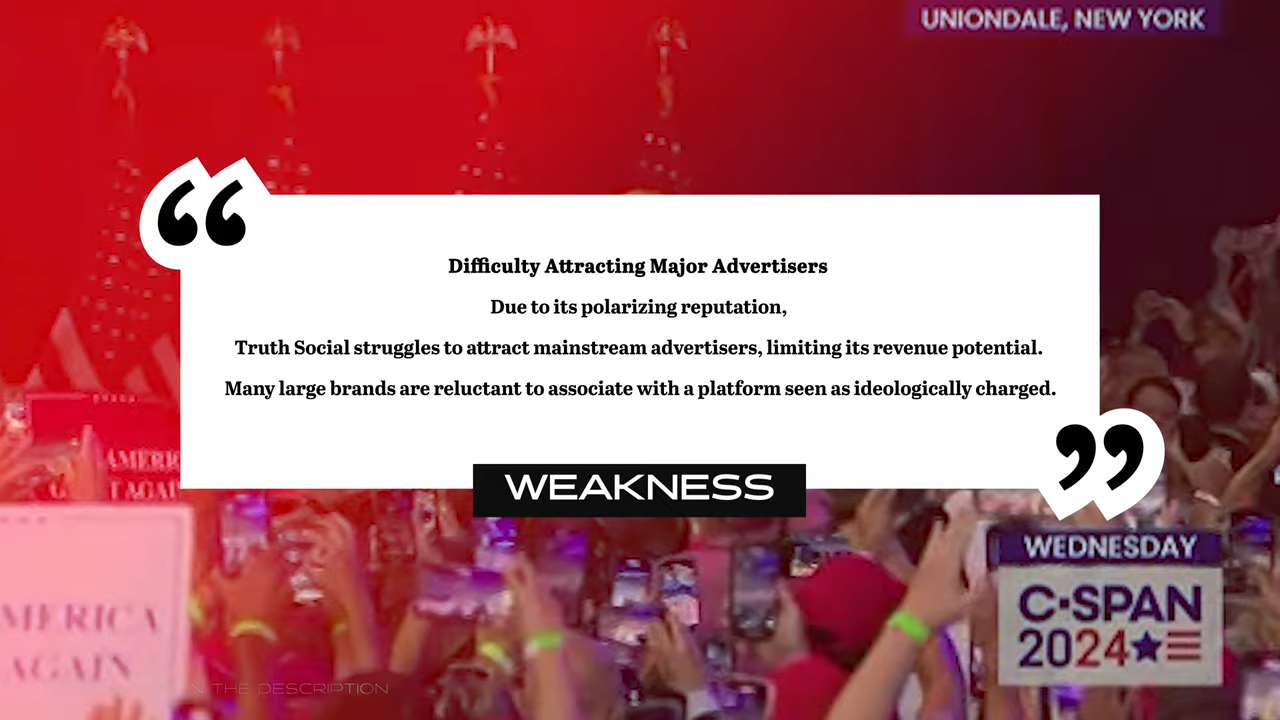 UNIONDALE, NEW YORK
“
Difficulty Attracting Major Advertisers
Due to its polarizing reputation,
Truth Social struggles to attract mainstream advertisers, limiting its revenue potential.
Many large brands are reluctant to associate with a platform seen as ideologically charged.
”
WEAKNESS
WEDNESDAY
C·SPAN
2024
AGAIN
THE DESCRIPTION